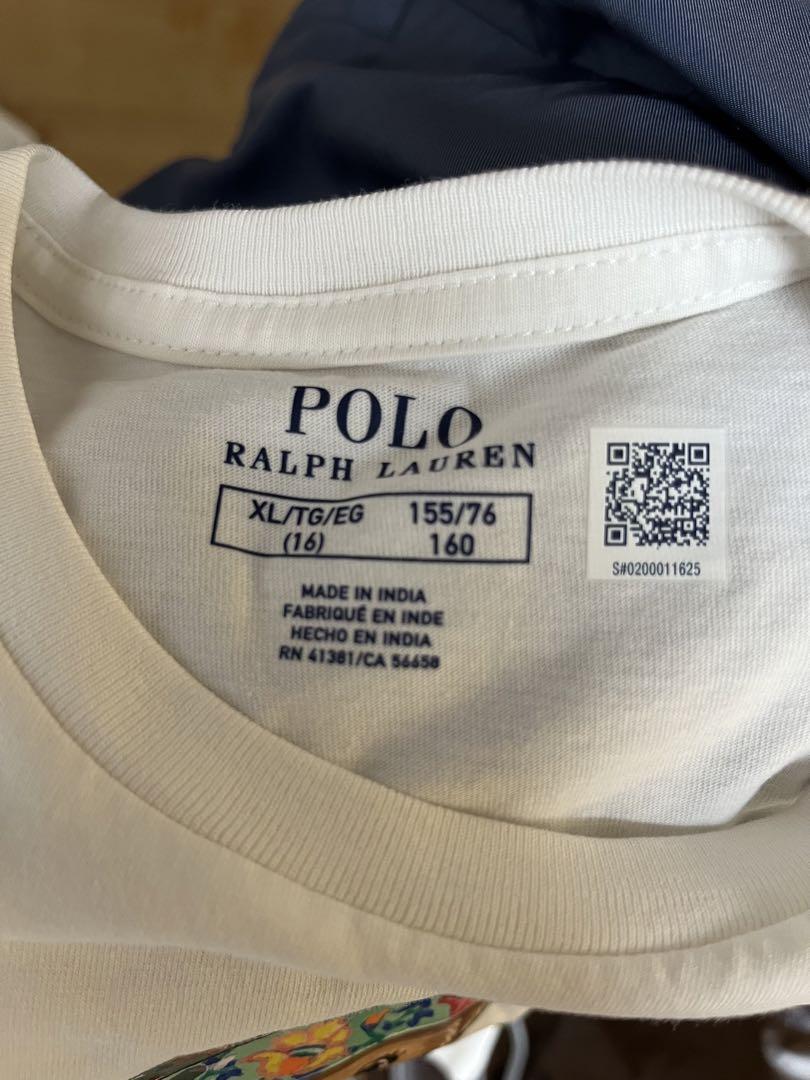 POLO
RALPH LAUREN
XL/TG/EG 155/76
(16) 160
MADE IN INDIA
FABRIQUÉ EN INDE
HECHO EN INDIA
RN 41381/CA 56658
S#0200011625